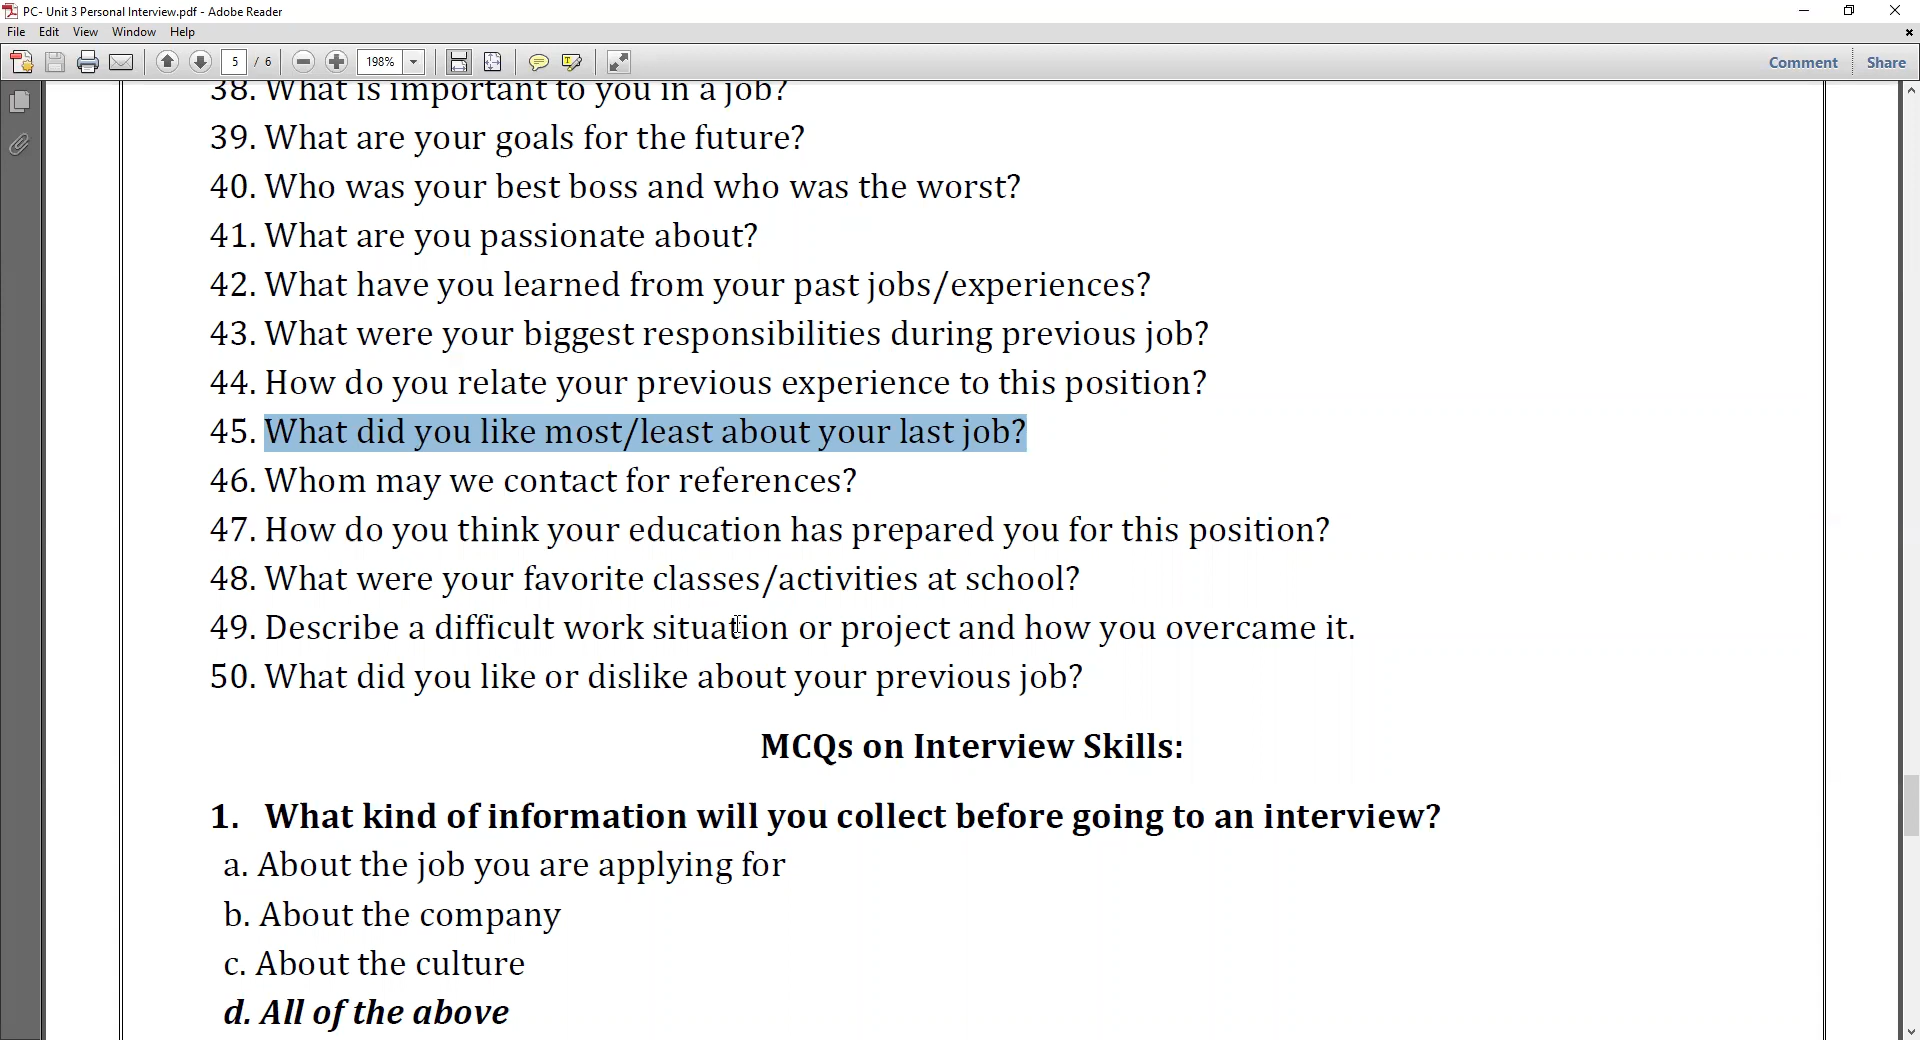 PC- Unit 3 Personal Interview.pdf - Adobe Reader
File Edit View Window Help
5 / 6 198% Comment Share
38. What is important to you in a job?
39. What are your goals for the future?
40. Who was your best boss and who was the worst?
41. What are you passionate about?
42. What have you learned from your past jobs/experiences?
43. What were your biggest responsibilities during previous job?
44. How do you relate your previous experience to this position?
45. What did you like most/least about your last job?
46. Whom may we contact for references?
47. How do you think your education has prepared you for this position?
48. What were your favorite classes/activities at school?
49. Describe a difficult work situation or project and how you overcame it.
50. What did you like or dislike about your previous job?
MCQs on Interview Skills:
1. What kind of information will you collect before going to an interview?
a. About the job you are applying for
b. About the company
c. About the culture
d. All of the above